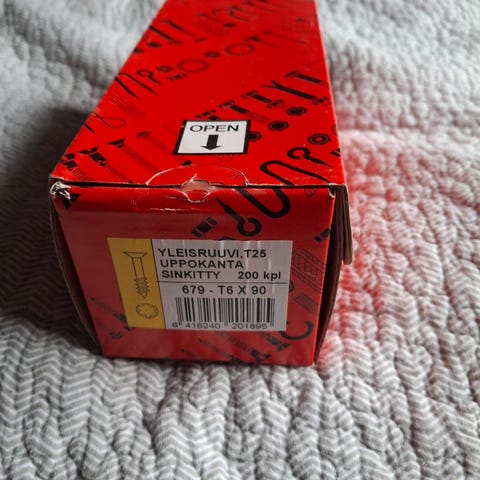 OPEN
YLEISRUUVI,T25
UPPOKANTA
SINKITTY 200 kpl
679 - T6 X 90
6 416240 201895